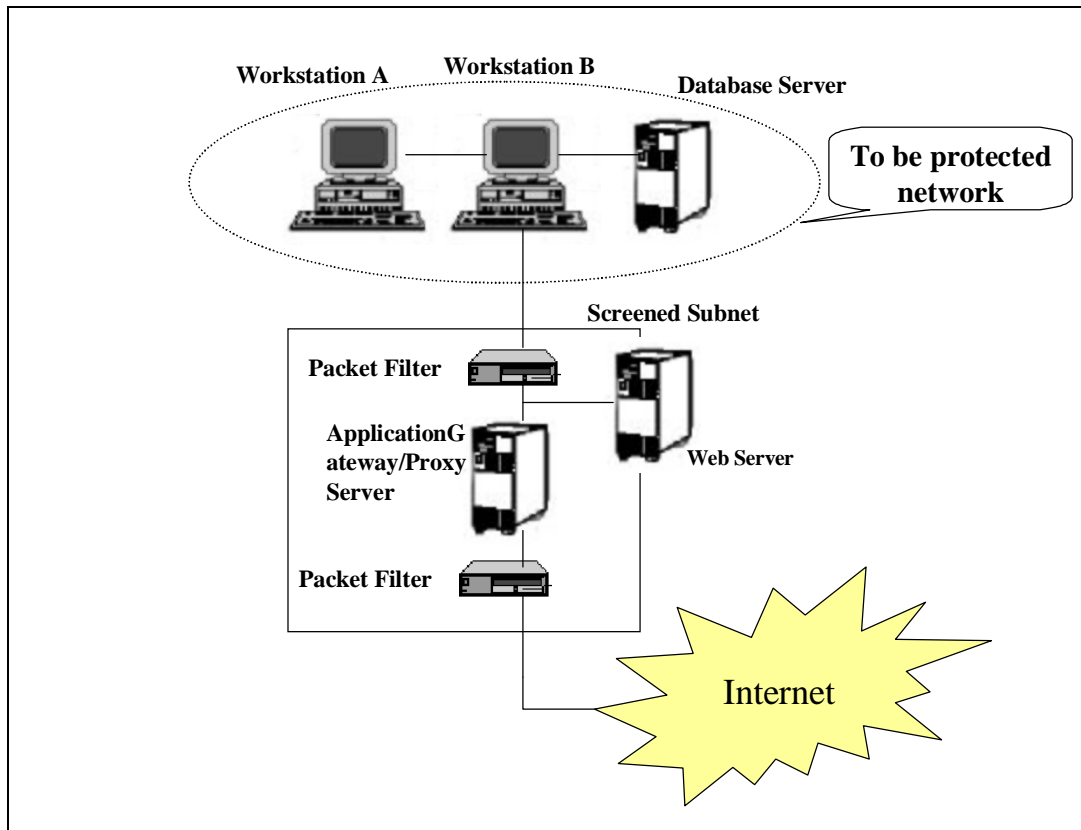 Workstation A
Workstation B
Database Server
To be protected
network
Screened Subnet
Packet Filter
ApplicationG
ateway/Proxy
Server
Web Server
Packet Filter
Internet